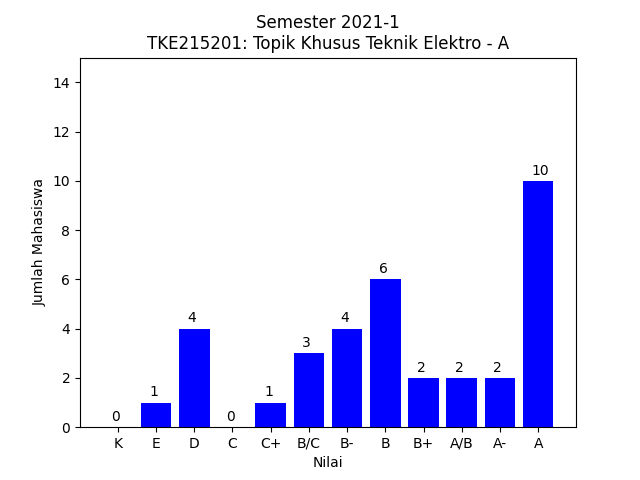 Semester 2021-1
TKE215201: Topik Khusus Teknik Elektro - A
Jumlah Mahasiswa
14
12
10
8
6
4
2
0
0
1
4
0
1
3
4
6
2
2
2
10
K
E
D
C
C+
B/C
B-
B
B+
A/B
A-
A
Nilai